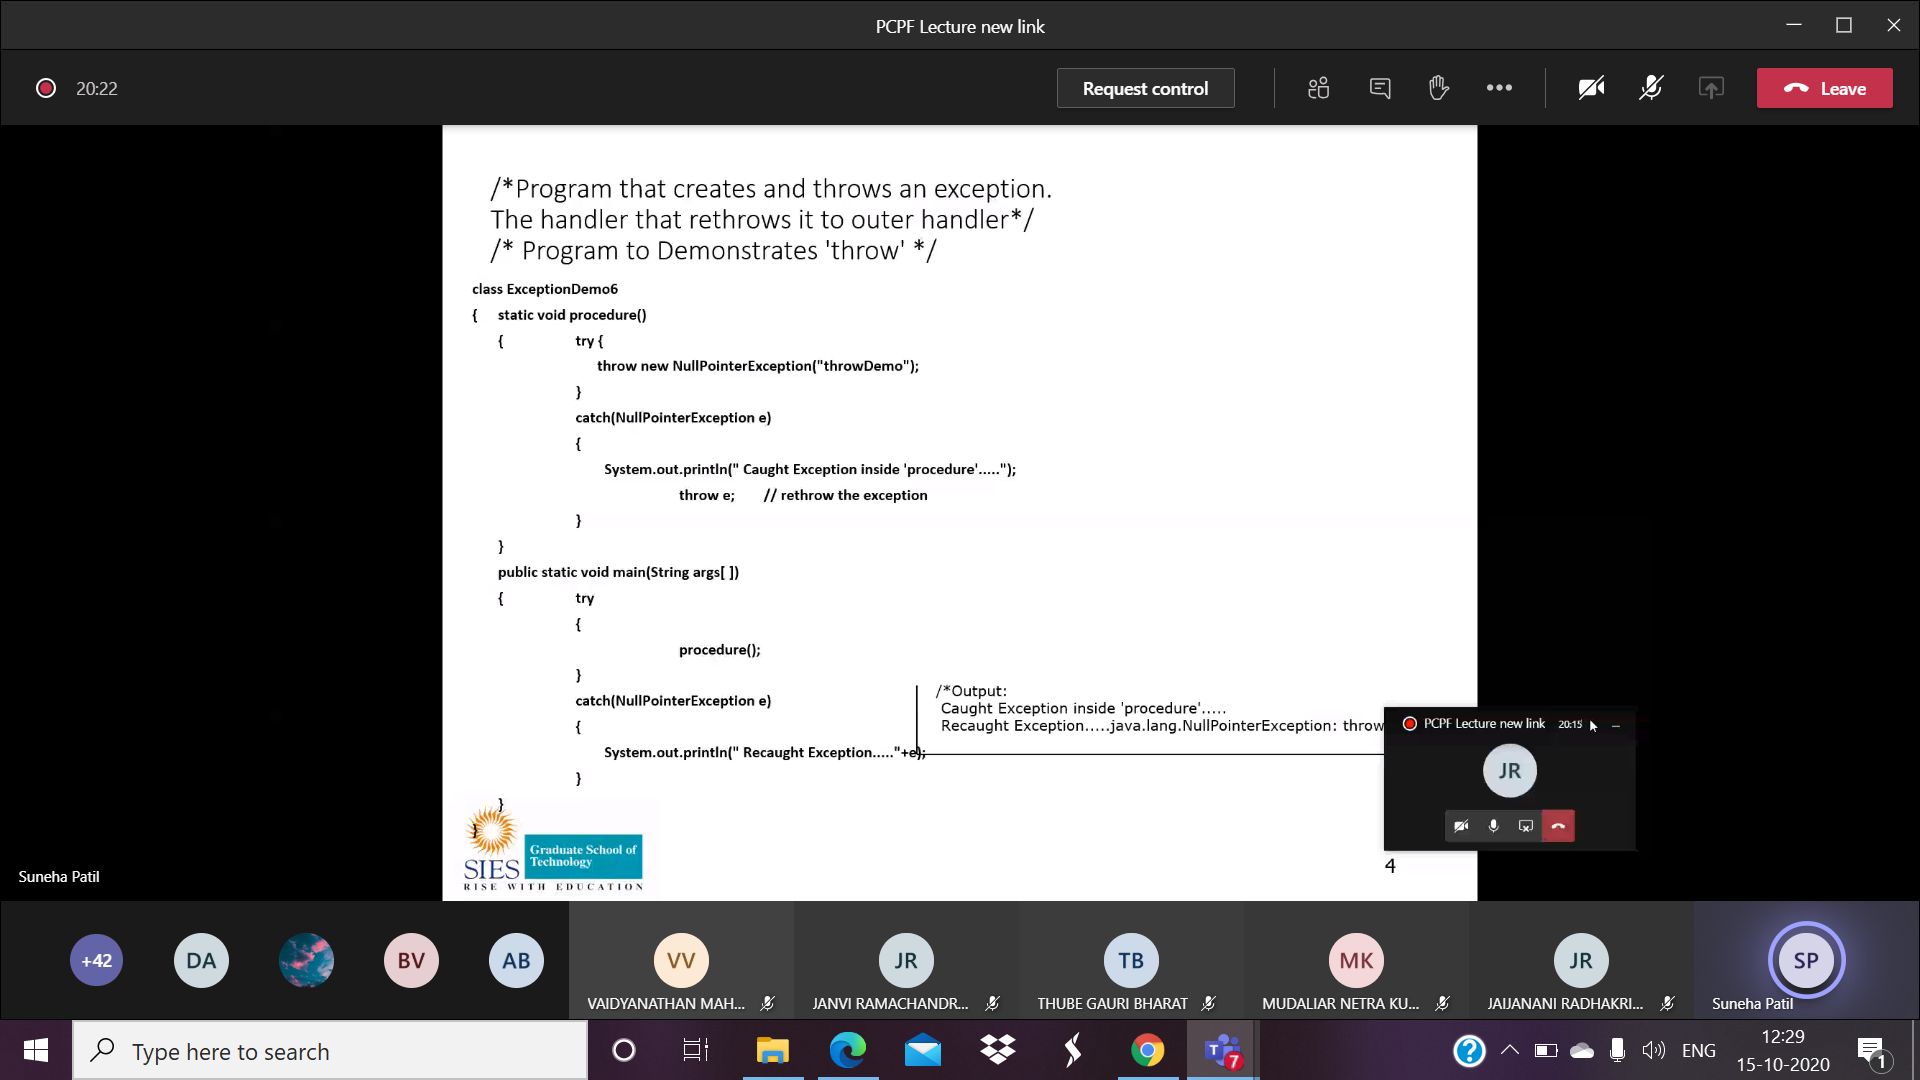 PCPF Lecture new link
20:22
Request control
Leave
/*Program that creates and throws an exception.
The handler that rethrows it to outer handler*/
/* Program to Demonstrates 'throw' */
class ExceptionDemo6
{ static void procedure()
{ try {
throw new NullPointerException("throwDemo");
}
catch(NullPointerException e)
{
System.out.println(" Caught Exception inside 'procedure'.....");
throw e; // rethrow the exception
}
}
public static void main(String args[ ])
{ try
{
procedure();
}
catch(NullPointerException e)
{
System.out.println(" Recaught Exception....."+e);
}
}
}
/*Output:
Caught Exception inside 'procedure'.....
Recaught Exception.....java.lang.NullPointerException: throw
PCPF Lecture new link 20:15
JR
SIES Graduate School of
Technology
RISE WITH EDUCATION
4
Suneha Patil
+42 DA BV AB VV JR TB MK JR SP
VAIDYANATHAN MAH... JANVI RAMACHANDR... THUBE GAURI BHARAT MUDALIAR NETRA KU... JAIJANANI RADHAKRI... Suneha Patil
Type here to search
T 7
?
ENG
12:29
15-10-2020
1